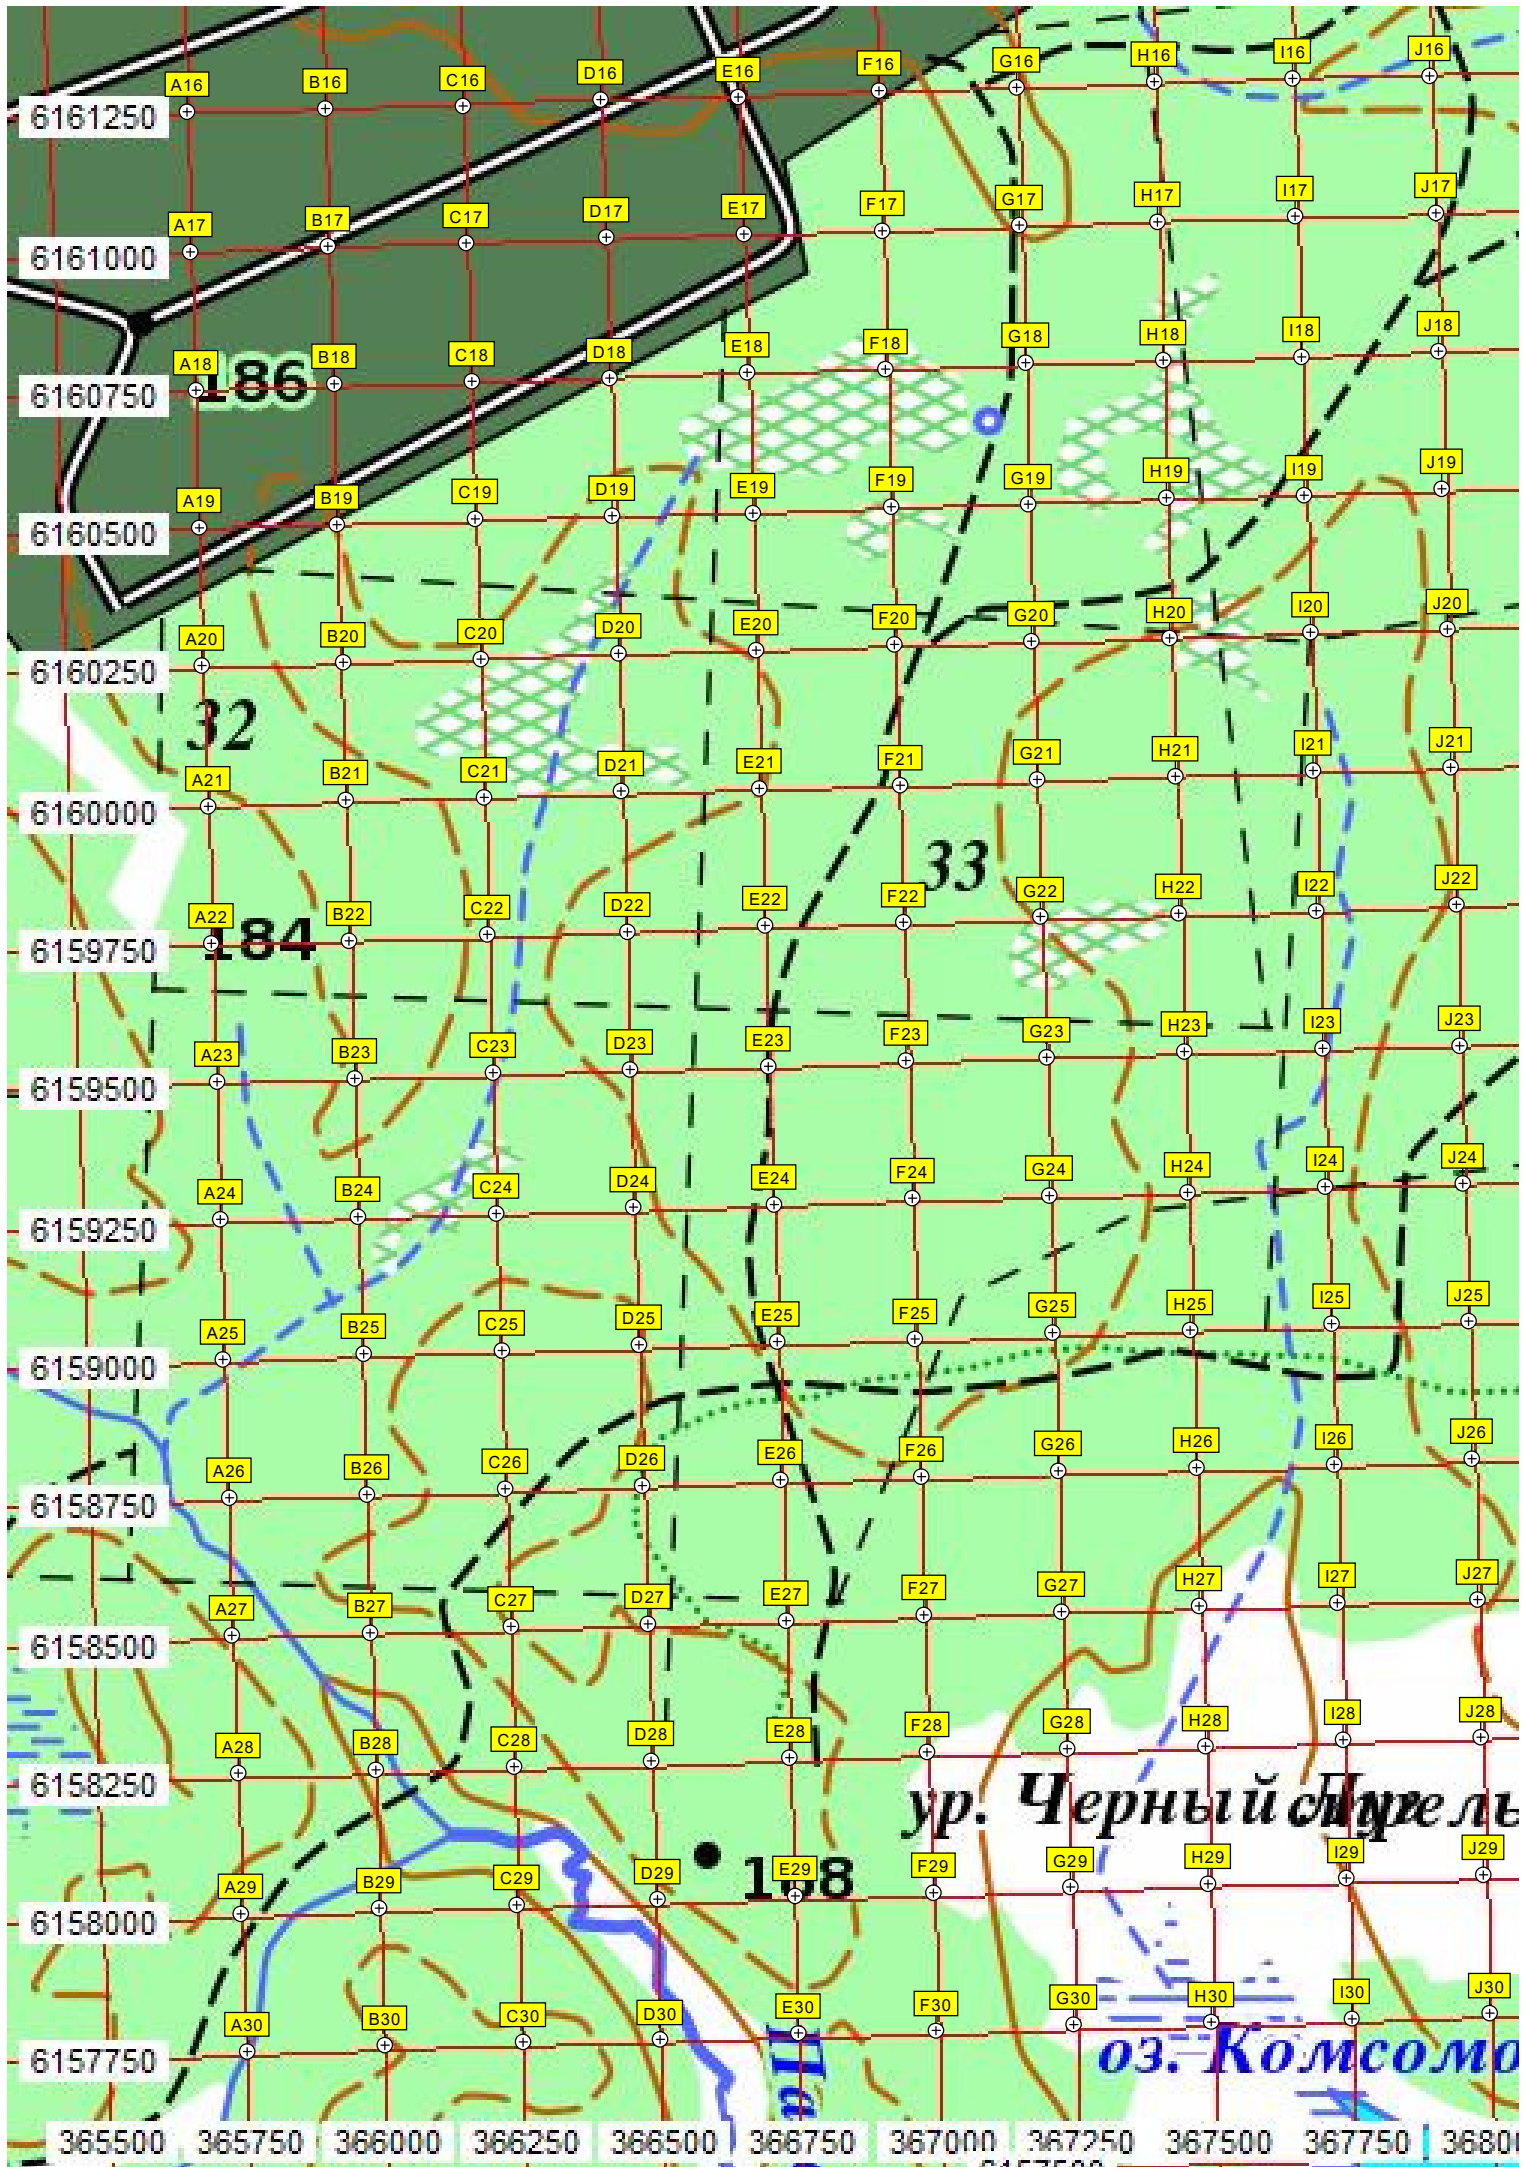 A16 B16 C16 D16 E16 F16 G16 H16 I16 J16
6161250
A17 B17 C17 D17 E17 F17 G17 H17 I17 J17
6161000
A18 B18 C18 D18 E18 F18 G18 H18 I18 J18
186
6160750
A19 B19 C19 D19 E19 F19 G19 H19 I19 J19
6160500
A20 B20 C20 D20 E20 F20 G20 H20 I20 J20
6160250
32
A21 B21 C21 D21 E21 F21 G21 H21 I21 J21
6160000
33
A22 B22 C22 D22 E22 F22 G22 H22 I22 J22
184
6159750
A23 B23 C23 D23 E23 F23 G23 H23 I23 J23
6159500
A24 B24 C24 D24 E24 F24 G24 H24 I24 J24
6159250
A25 B25 C25 D25 E25 F25 G25 H25 I25 J25
6159000
A26 B26 C26 D26 E26 F26 G26 H26 I26 J26
6158750
A27 B27 C27 D27 E27 F27 G27 H27 I27 J27
6158500
A28 B28 C28 D28 E28 F28 G28 H28 I28 J28
6158250
ур. Черный
A29 B29 C29 D29 E29 F29 G29 H29 I29 J29
168
6158000
A30 B30 C30 D30 E30 F30 G30 H30 I30 J30
6157750
оз. Комсомо
365500 365750 366000 366250 366500 366750 367000 367250 367500 367750 3680
6157500